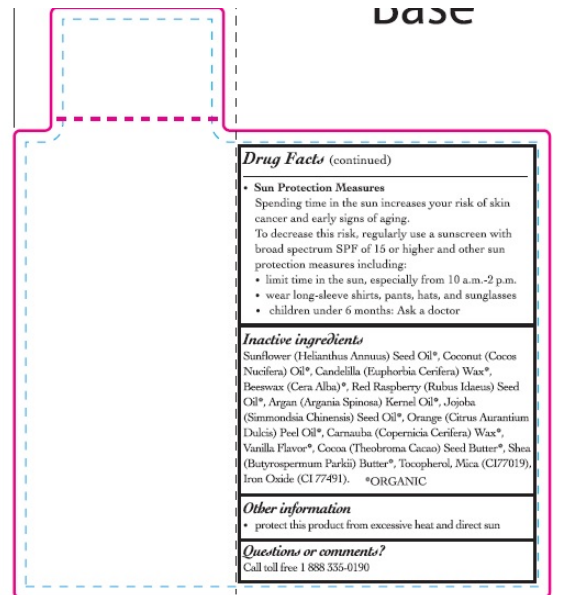 Base
Drug Facts (continued)
• Sun Protection Measures
Spending time in the sun increases your risk of skin
cancer and early signs of aging.
To decrease this risk, regularly use a sunscreen with
broad spectrum SPF of 15 or higher and other sun
protection measures including:
• limit time in the sun, especially from 10 a.m.-2 p.m.
• wear long-sleeve shirts, pants, hats, and sunglasses
• children under 6 months: Ask a doctor
Inactive ingredients
Sunflower (Helianthus Annuus) Seed Oil*, Coconut (Cocos
Nucifera) Oil*, Candelilla (Euphorbia Cerifera) Wax*,
Beeswax (Cera Alba)*, Red Raspberry (Rubus Idaeus) Seed
Oil*, Argan (Argania Spinosa) Kernel Oil*, Jojoba
(Simmondsia Chinensis) Seed Oil*, Orange (Citrus Aurantium
Dulcis) Peel Oil*, Carnauba (Copernicia Cerifera) Wax*,
Vanilla Flavor*, Cocoa (Theobroma Cacao) Seed Butter*, Shea
(Butyrospermum Parkii) Butter*, Tocopherol, Mica (CI77019),
Iron Oxide (CI 77491). *ORGANIC
Other information
• protect this product from excessive heat and direct sun
Questions or comments?
Call toll free 1 888 335-0190